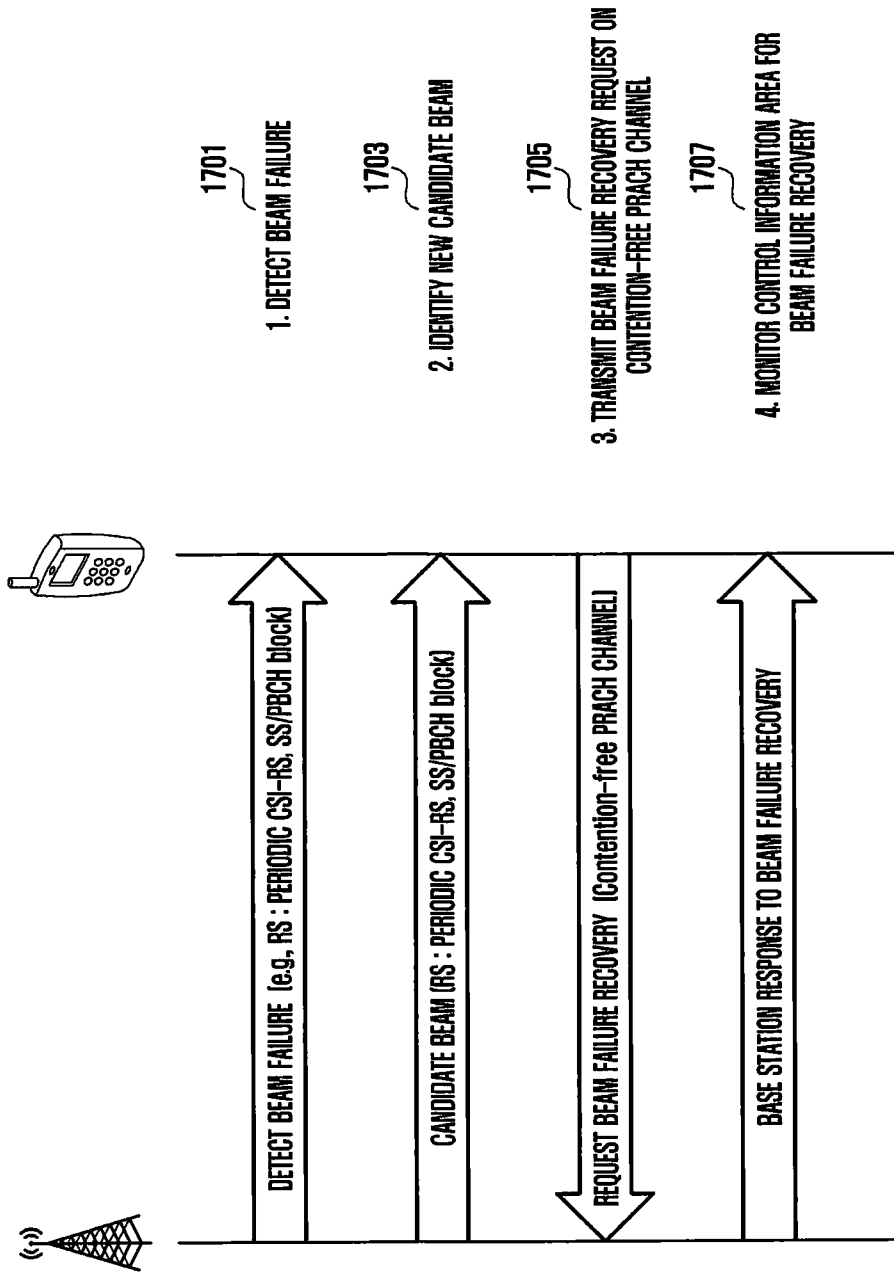 DETECT BEAM FAILURE (e.g., RS : PERIODIC CSI-RS, SS/PBCH block)
1701
1. DETECT BEAM FAILURE
CANDIDATE BEAM (RS : PERIODIC CSI-RS, SS/PBCH block)
1703
2. IDENTIFY NEW CANDIDATE BEAM
REQUEST BEAM FAILURE RECOVERY (Contention-free PRACH CHANNEL)
1705
3. TRANSMIT BEAM FAILURE RECOVERY REQUEST ON
CONTENTION-FREE PRACH CHANNEL
BASE STATION RESPONSE TO BEAM FAILURE RECOVERY
1707
4. MONITOR CONTROL INFORMATION AREA FOR
BEAM FAILURE RECOVERY